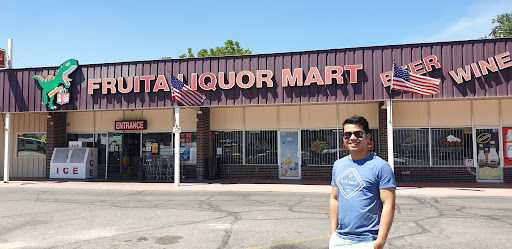 FRUITA LIQUOR MART
BEER
WINE
ENTRANCE
ICE